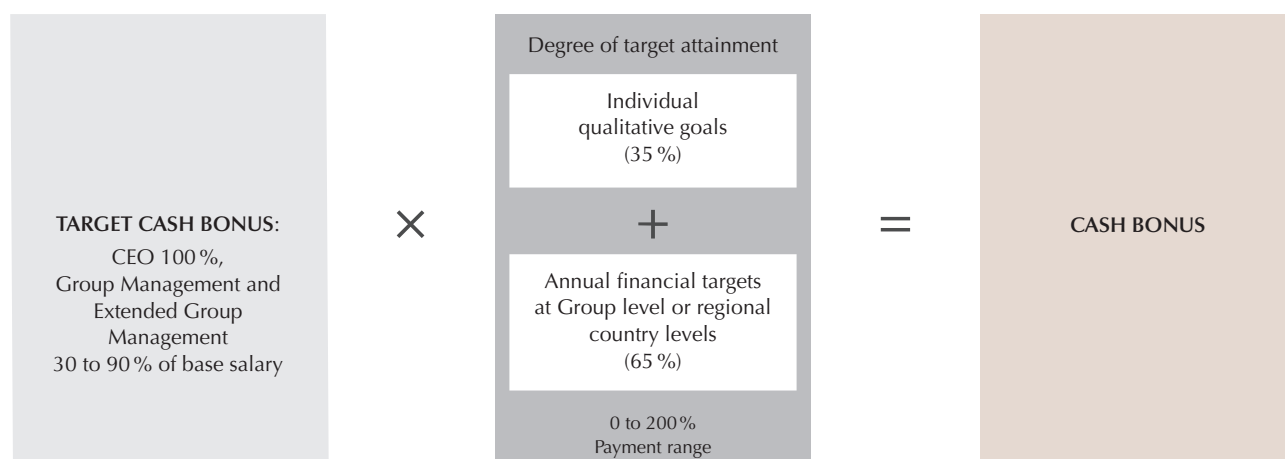 TARGET CASH BONUS:
CEO 100 %,
Group Management and
Extended Group
Management
30 to 90 % of base salary
×
Degree of target attainment
Individual
qualitative goals
(35 %)
+
Annual financial targets
at Group level or regional
country levels
(65 %)
0 to 200 %
Payment range
=
CASH BONUS